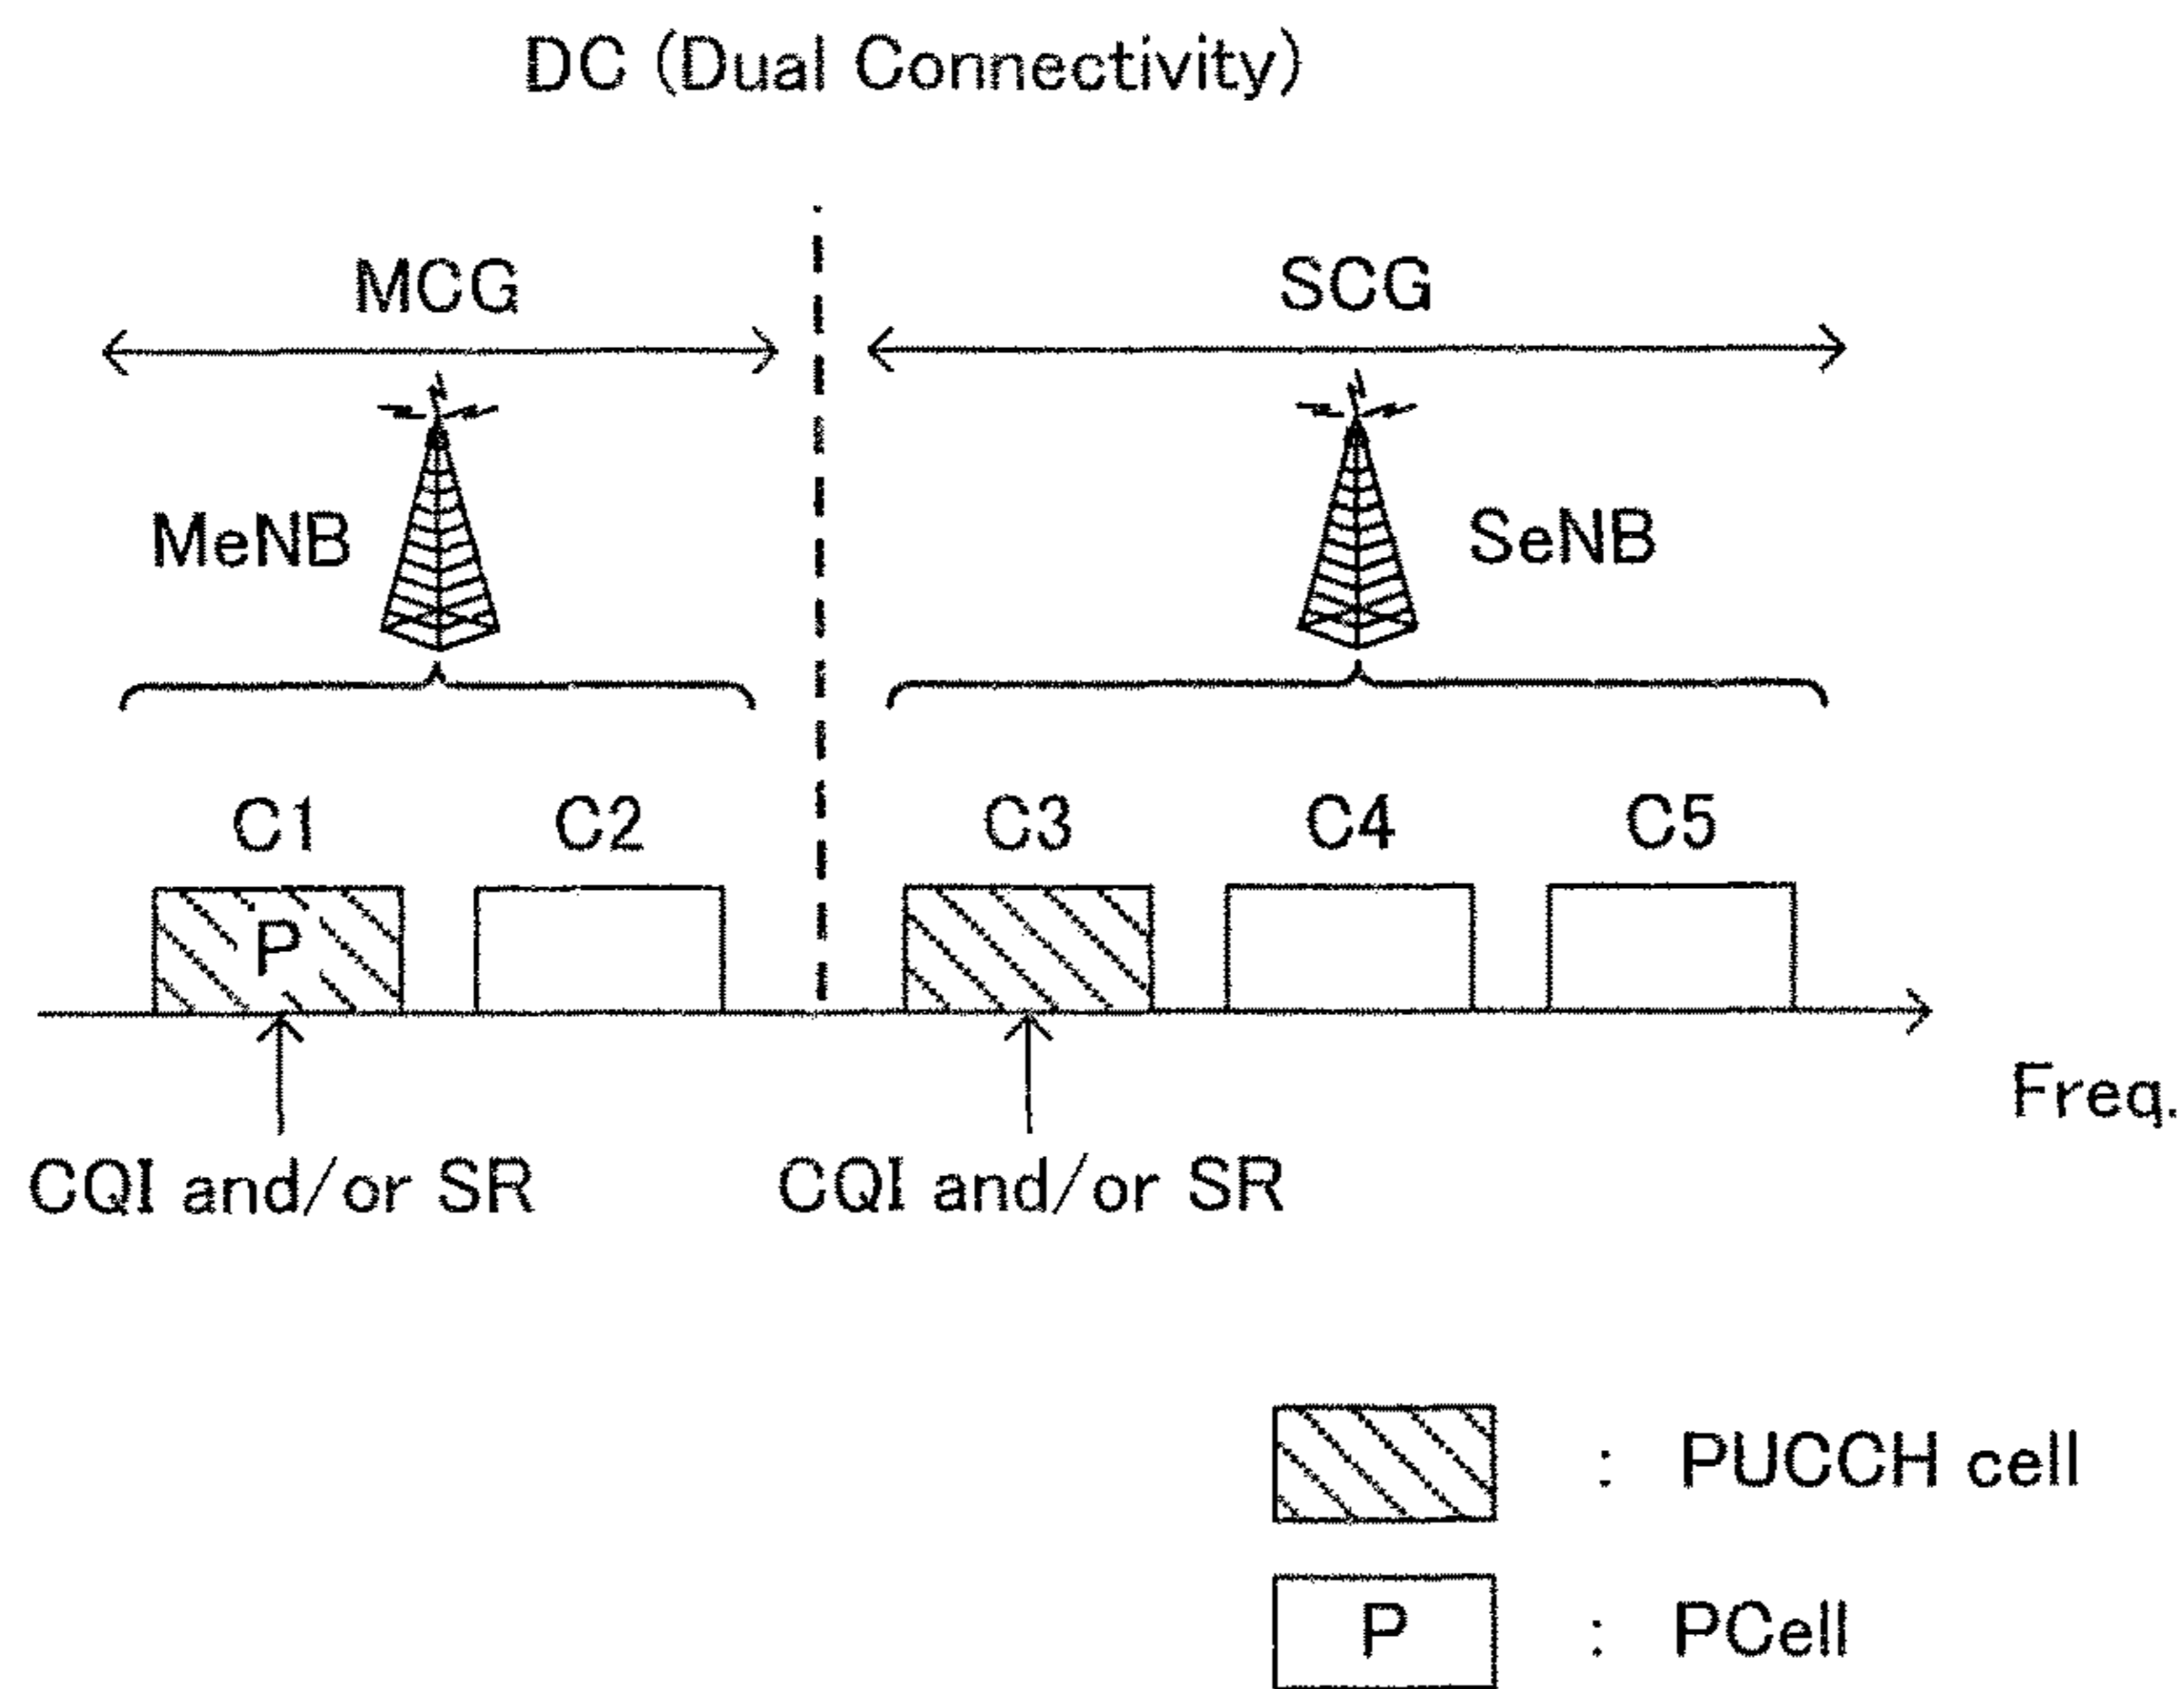 DC (Dual Connectivity)
MCG
SCG
MeNB
SeNB
C1
C2
C3
C4
C5
P
Freq.
CQI and/or SR
CQI and/or SR
: PUCCH cell
P : PCell